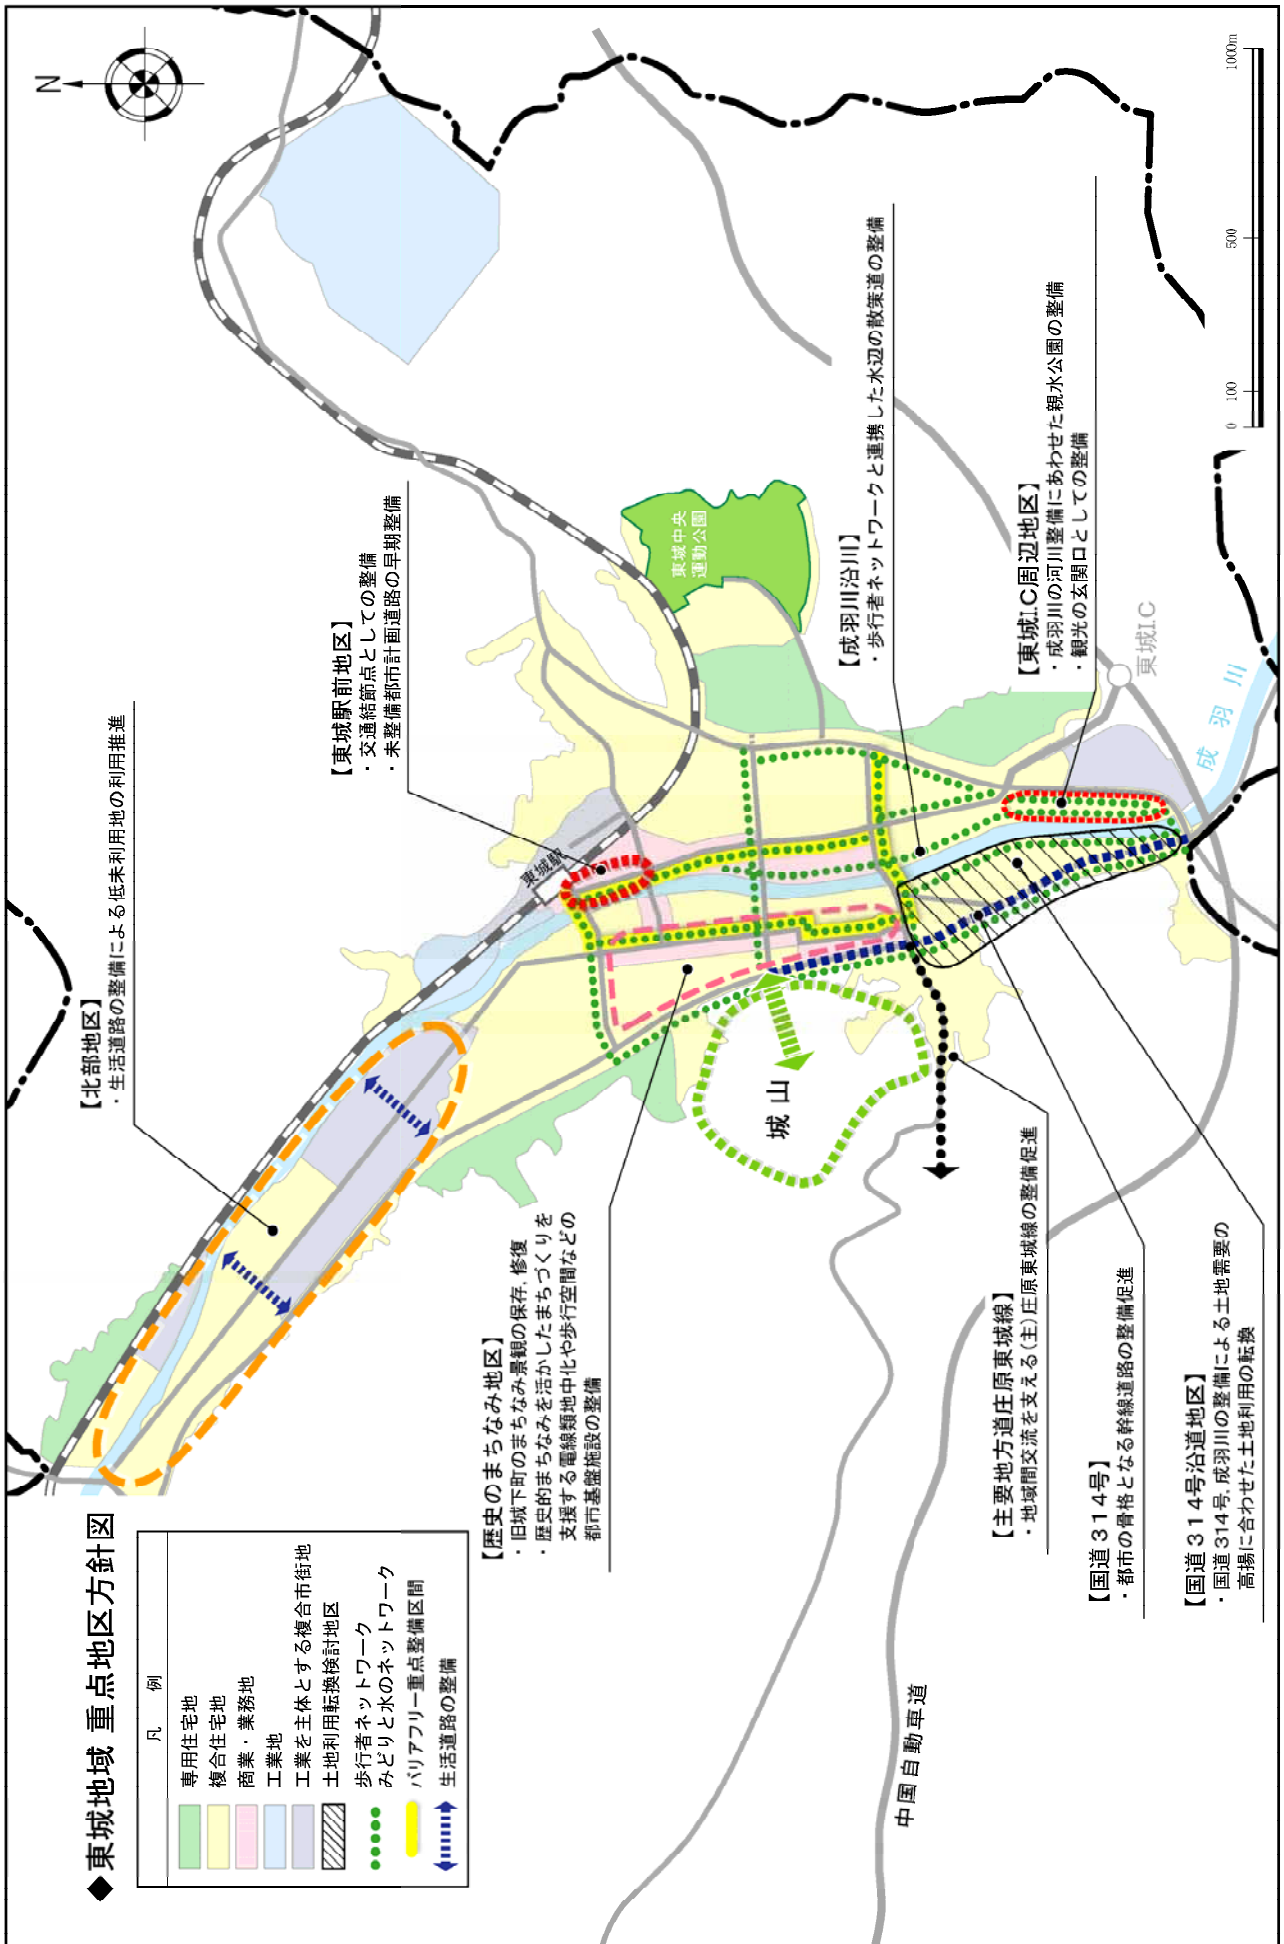 ◆東城地域 重点地区方針図
凡 例
専用住宅地
複合住宅地
商業・業務地
工業地
工業を主体とする複合市街地
土地利用転換検討地区
歩行者ネットワーク
みどりと水のネットワーク
バリアフリー重点整備区間
生活道路の整備
【北部地区】
・生活道路の整備による低未利用地の利用推進
【東城駅前地区】
・交通結節点としての整備
・未整備都市計画道路の早期整備
【成羽川沿川】
・歩行者ネットワークと連携した水辺の散策道の整備
【東城I.C周辺地区】
・成羽川の河川整備にあわせた親水公園の整備
・観光の玄関口としての整備
【歴史のまちなみ地区】
・旧城下町のまちなみ景観の保存、修復
・歴史的まちなみを活かしたまちづくりを
支援する電線類地中化や歩行空間などの
都市基盤施設の整備
【主要地方道庄原東城線】
・地域間交流を支える(主)庄原東城線の整備促進
【国道314号】
・都市の骨格となる幹線道路の整備促進
【国道314号沿道地区】
・国道314号、成羽川の整備による土地需要の
高揚に合わせた土地利用の転換
東城駅
東城中央
運動公園
城山
東城I.C
成羽川
中国自動車道
N
0 100 500 1000m